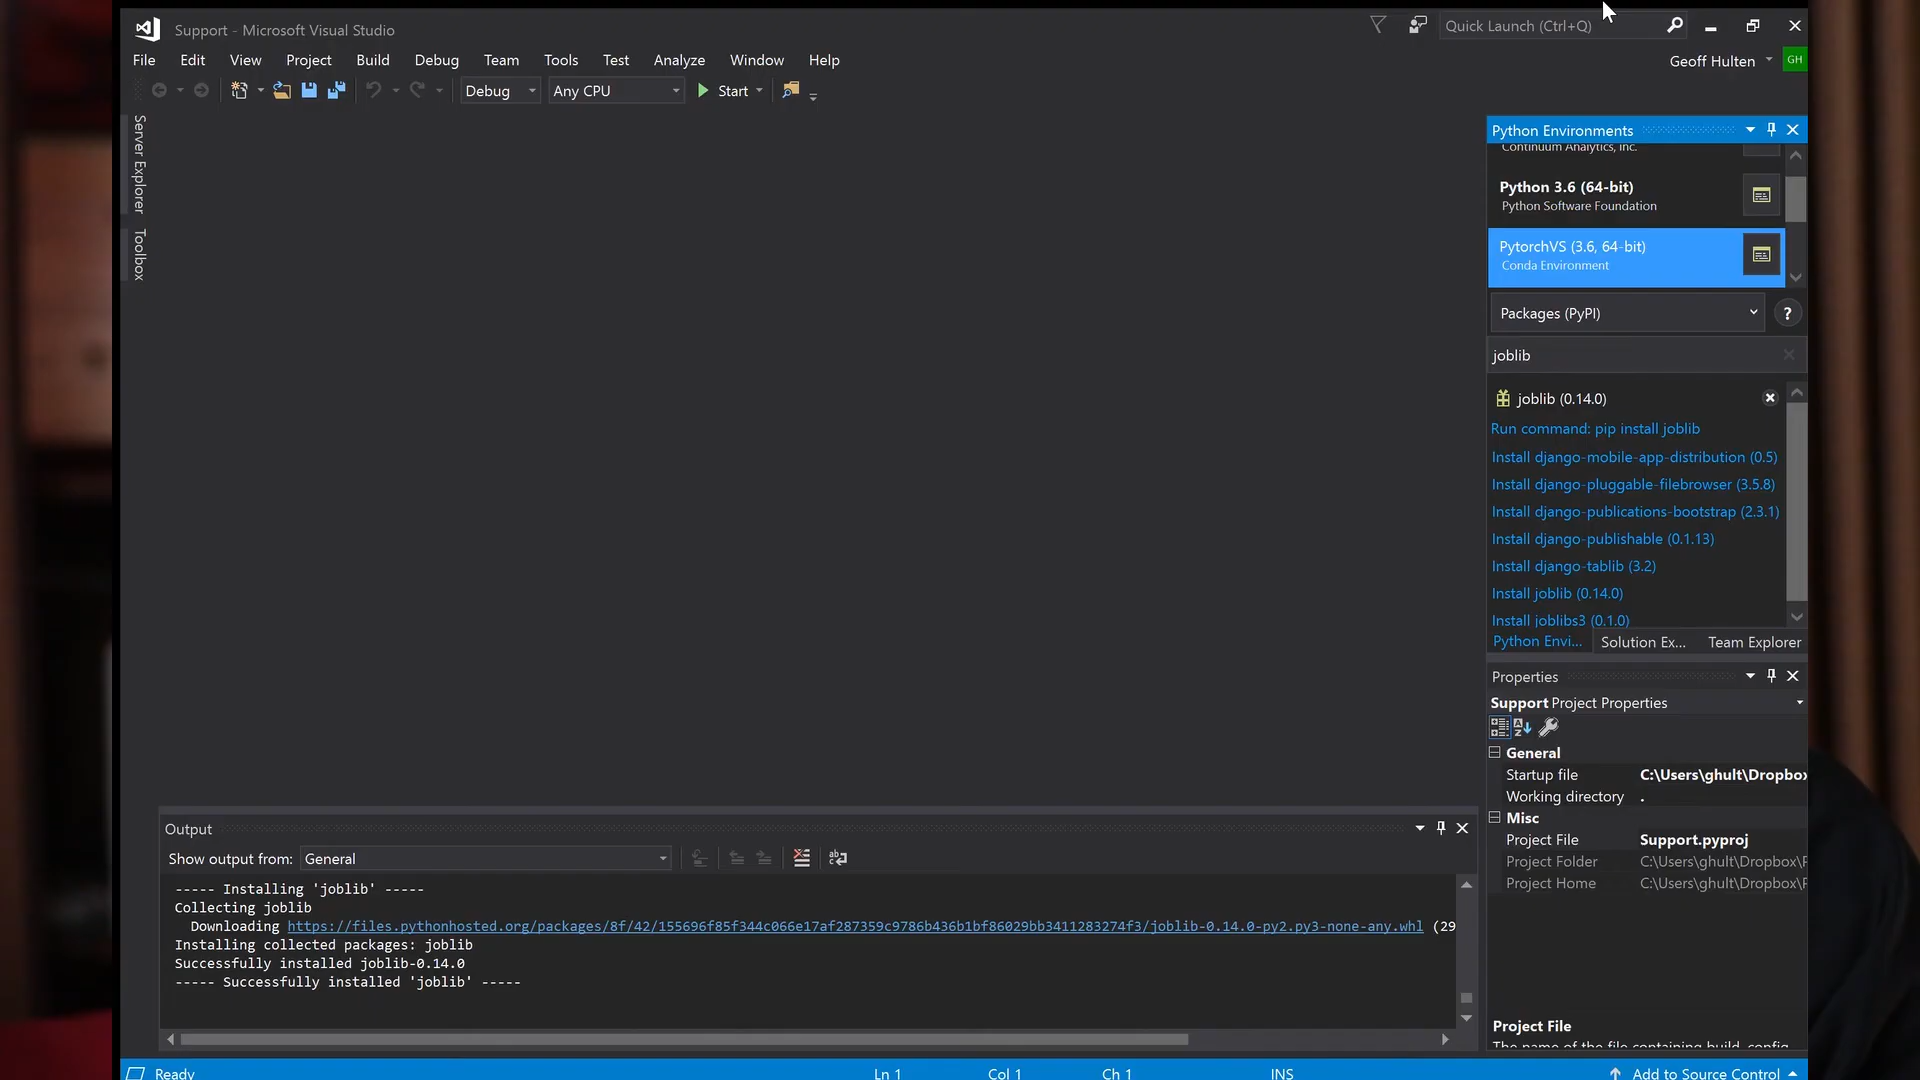 Support - Microsoft Visual Studio
Quick Launch (Ctrl+Q)
File Edit View Project Build Debug Team Tools Test Analyze Window Help
Geoff Hulten
GH
Debug
Any CPU
Start
Server Explorer
Toolbox
Python Environments
Continuum Analytics, Inc.
Python 3.6 (64-bit)
Python Software Foundation
PytorchVS (3.6, 64-bit)
Conda Environment
Packages (PyPI)
?
joblib
joblib (0.14.0)
Run command: pip install joblib
Install django-mobile-app-distribution (0.5)
Install django-pluggable-filebrowser (3.5.8)
Install django-publications-bootstrap (2.3.1)
Install django-publishable (0.1.13)
Install django-tablib (3.2)
Install joblib (0.14.0)
Install joblibs3 (0.1.0)
Python Envi... Solution Ex... Team Explorer
Properties
Support Project Properties
General
Startup file C:\Users\ghult\Dropbox
Working directory .
Misc
Project File Support.pyproj
Project Folder C:\Users\ghult\Dropbox\F
Project Home C:\Users\ghult\Dropbox\F
Project File
The name of the file containing build, config
Output
Show output from: General
----- Installing 'joblib' -----
Collecting joblib
Downloading https://files.pythonhosted.org/packages/8f/42/155696f85f344c066e17af287359c9786b436b1bf86029bb3411283274f3/joblib-0.14.0-py2.py3-none-any.whl (29
Installing collected packages: joblib
Successfully installed joblib-0.14.0
----- Successfully installed 'joblib' -----
Ready
Ln 1
Col 1
Ch 1
INS
Add to Source Control